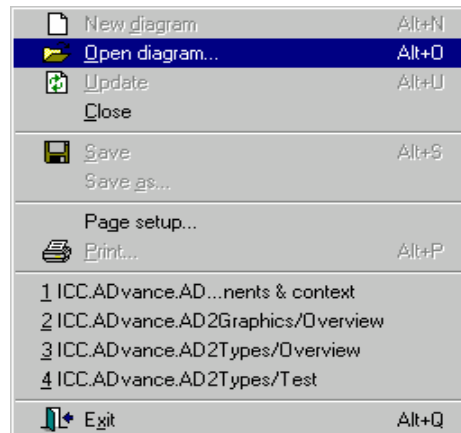 New diagram Alt+N
Open diagram... Alt+O
Update Alt+U
Close
Save Alt+S
Save as...
Page setup...
Print... Alt+P
1 ICC.ADvance.AD...nents & context
2 ICC.ADvance.AD2Graphics/Overview
3 ICC.ADvance.AD2Types/Overview
4 ICC.ADvance.AD2Types/Test
Exit Alt+Q